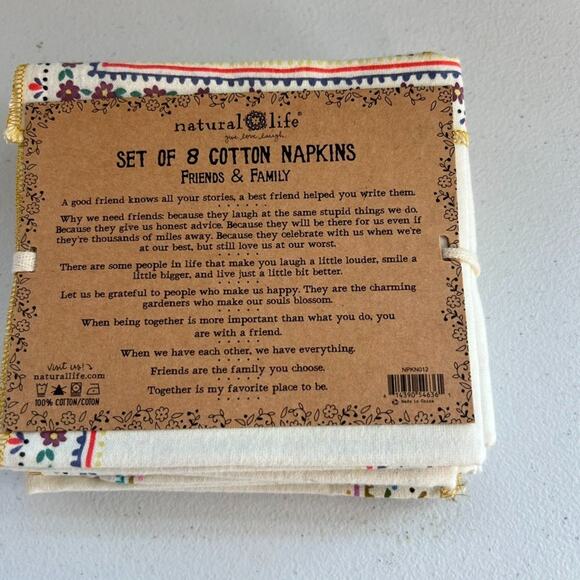 natural life®
give. love. laugh.
SET OF 8 COTTON NAPKINS
FRIENDS & FAMILY
A good friend knows all your stories, a best friend helped you write them.
Why we need friends: because they laugh at the same stupid things we do.
Because they give us honest advice. Because they will be there for us even if
they're thousands of miles away. Because they celebrate with us when we're
at our best, but still love us at our worst.
There are some people in life that make you laugh a little louder, smile a
little bigger, and live just a little bit better.
Let us be grateful to people who make us happy. They are the charming
gardeners who make our souls blossom.
When being together is more important than what you do, you
are with a friend.
When we have each other, we have everything.
Friends are the family you choose.
Together is my favorite place to be.
visit us!
naturallife.com
100% COTTON/COTON
NPKN012
6 14390 54636 1
Made in China